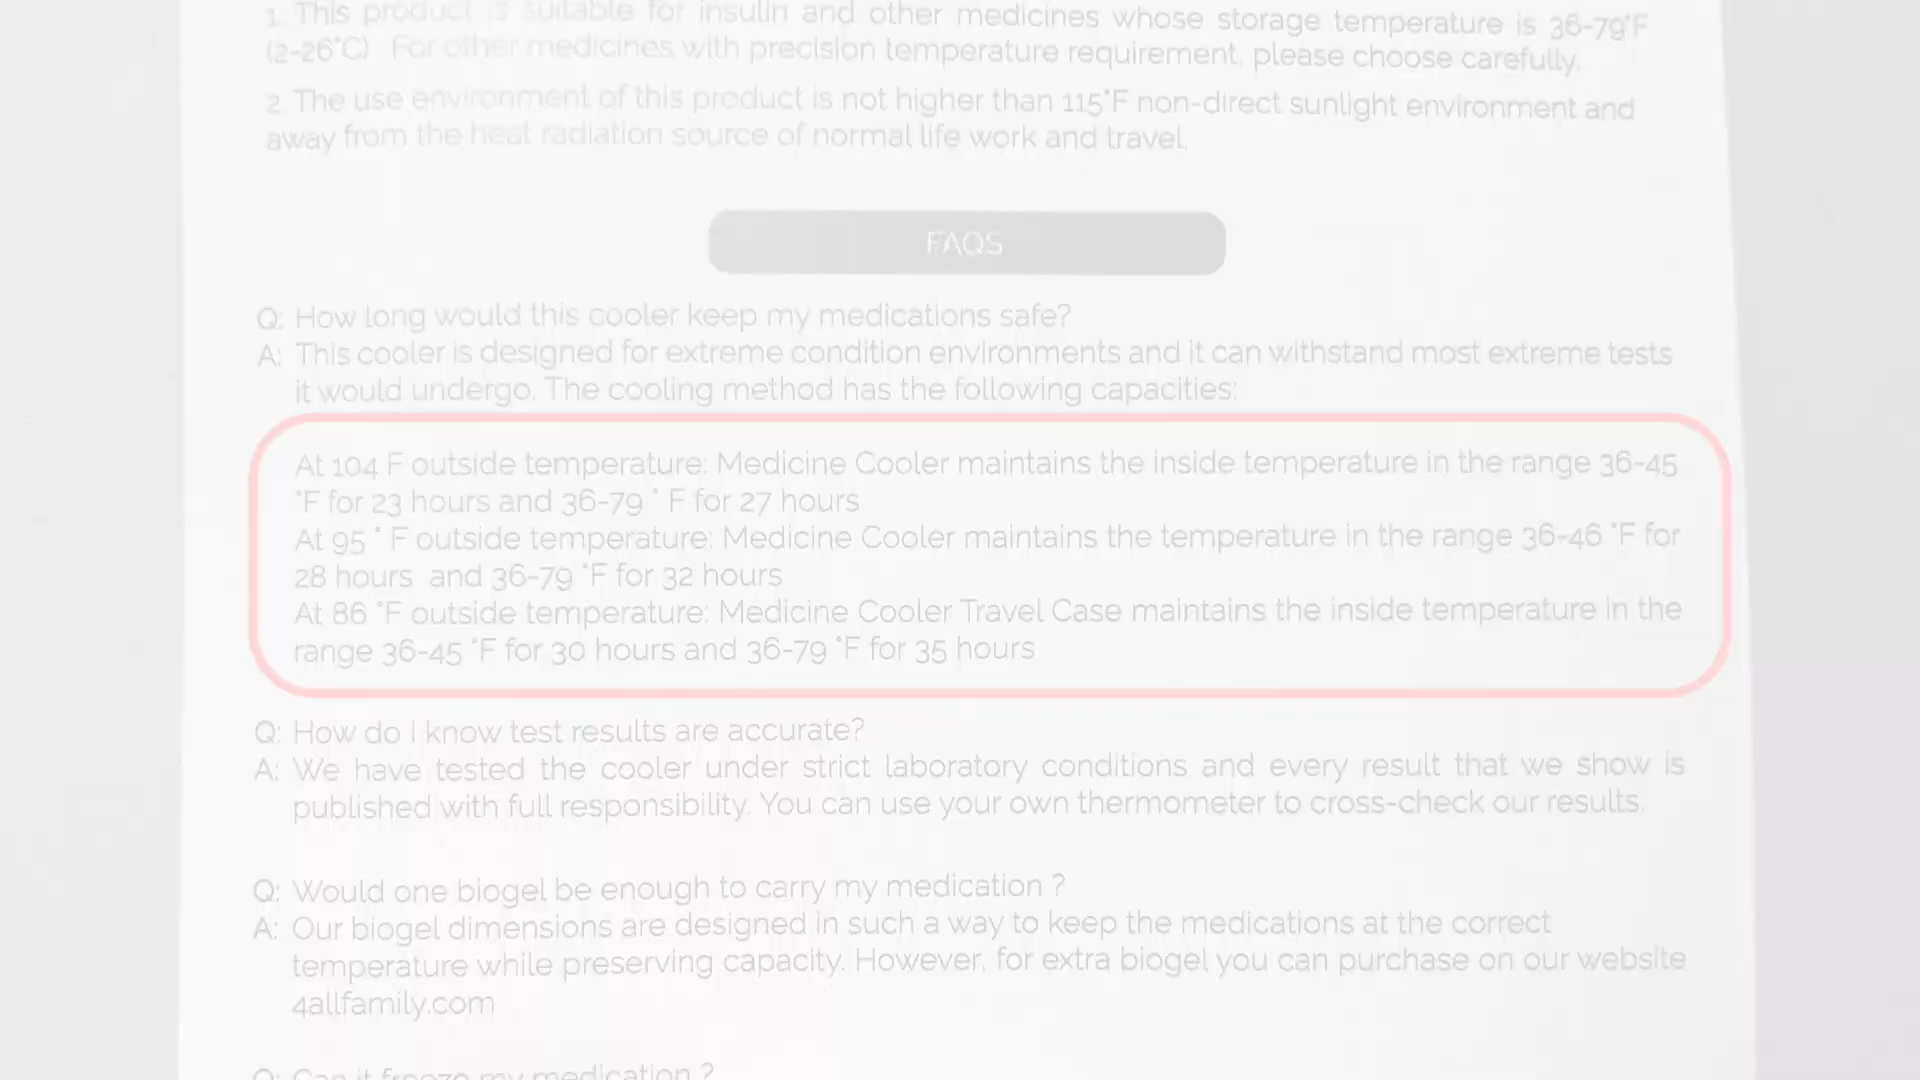 1. This product is suitable for insulin and other medicines whose storage temperature is 36-79°F
(2-26°C) For other medicines with precision temperature requirement, please choose carefully.
2. The use environment of this product is not higher than 115°F non-direct sunlight environment and
away from the heat radiation source of normal life work and travel.
FAQS
Q: How long would this cooler keep my medications safe?
A: This cooler is designed for extreme condition environments and it can withstand most extreme tests
it would undergo. The cooling method has the following capacities:
At 104 F outside temperature: Medicine Cooler maintains the inside temperature in the range 36-45
°F for 23 hours and 36-79 ° F for 27 hours
At 95 ° F outside temperature: Medicine Cooler maintains the temperature in the range 36-46 °F for
28 hours and 36-79 °F for 32 hours
At 86 °F outside temperature: Medicine Cooler Travel Case maintains the inside temperature in the
range 36-45 °F for 30 hours and 36-79 °F for 35 hours
Q: How do I know test results are accurate?
A: We have tested the cooler under strict laboratory conditions and every result that we show is
published with full responsibility. You can use your own thermometer to cross-check our results.
Q: Would one biogel be enough to carry my medication ?
A: Our biogel dimensions are designed in such a way to keep the medications at the correct
temperature while preserving capacity. However, for extra biogel you can purchase on our website
4allfamily.com
Q: Can it freeze my medication ?